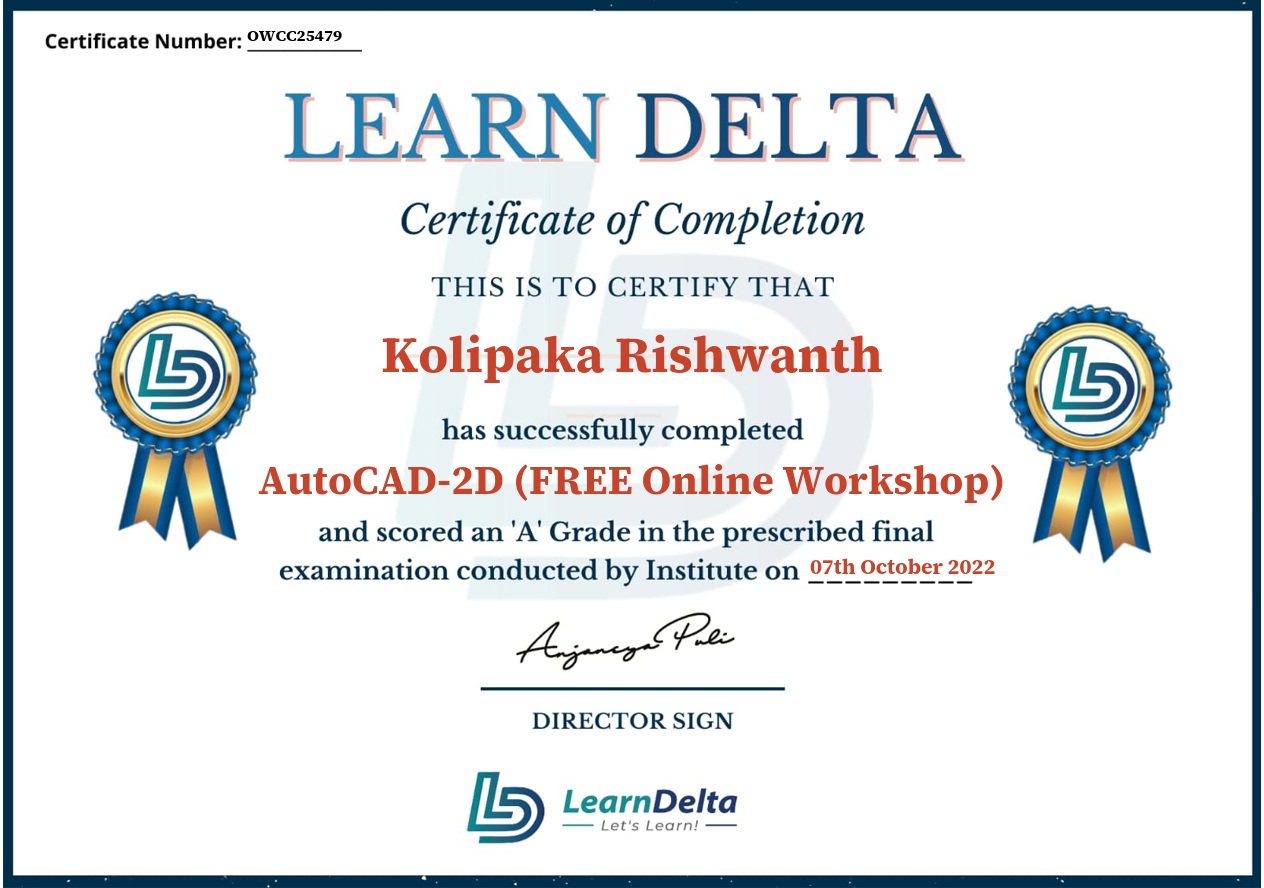 Certificate Number: OWCC25479
LEARN DELTA
Certificate of Completion
THIS IS TO CERTIFY THAT
Kolipaka Rishwanth
has successfully completed
AutoCAD-2D (FREE Online Workshop)
and scored an 'A' Grade in the prescribed final
examination conducted by Institute on 07th October 2022
Anjaneya Puli
DIRECTOR SIGN
LearnDelta
Let's Learn!